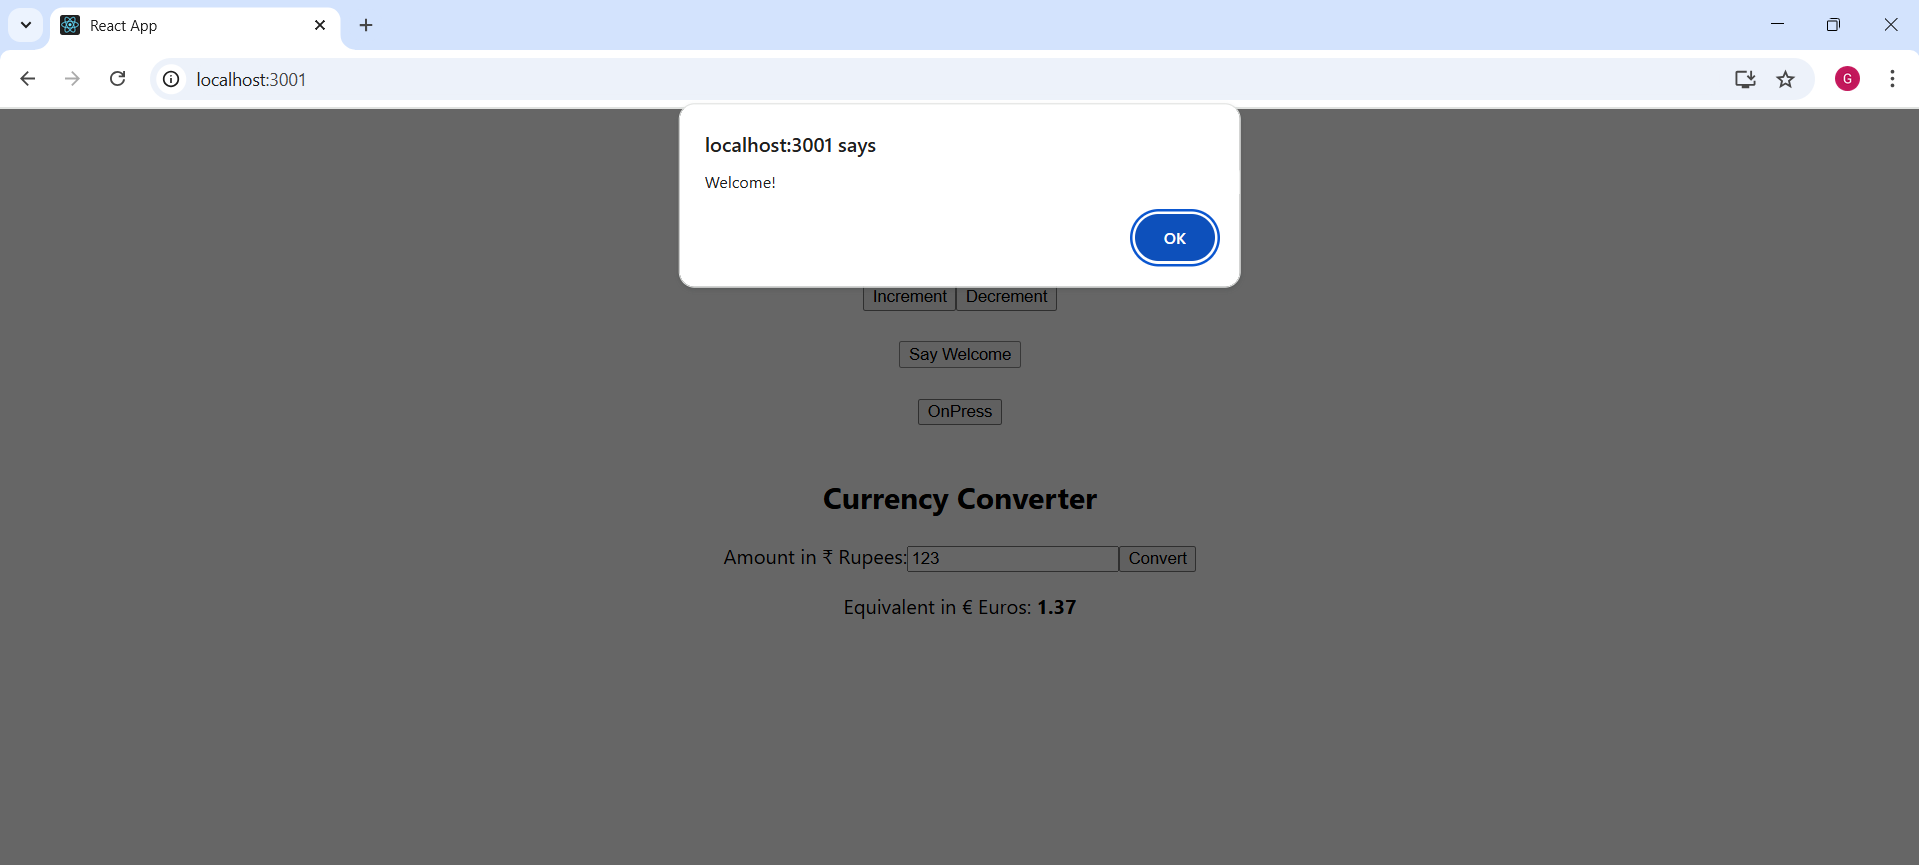 React App
localhost:3001
G
localhost:3001 says
Welcome!
OK
Increment Decrement
Say Welcome
OnPress
Currency Converter
Amount in ₹ Rupees: 123 Convert
Equivalent in € Euros: 1.37